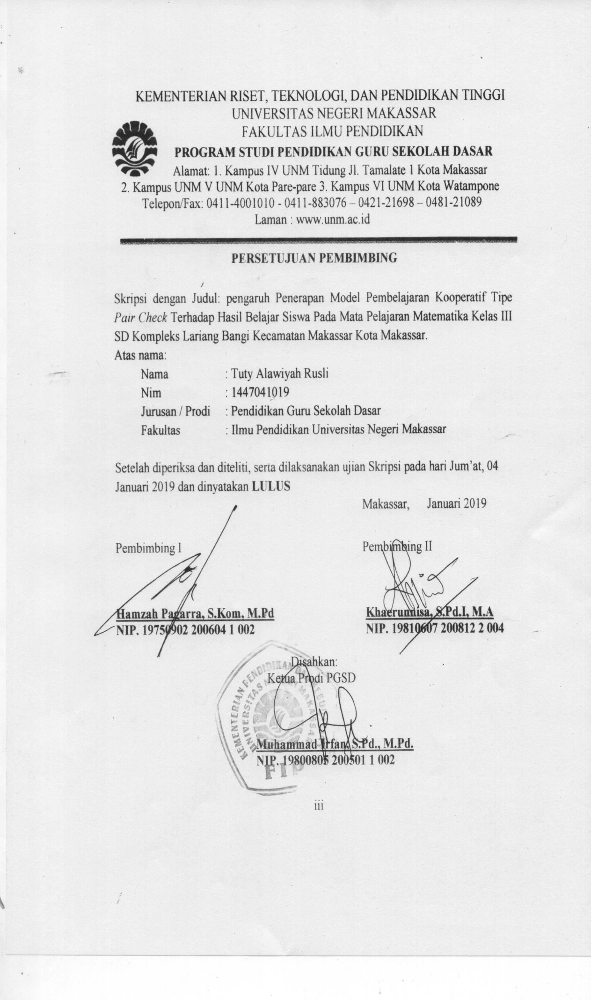 KEMENTERIAN RISET, TEKNOLOGI, DAN PENDIDIKAN TINGGI
UNIVERSITAS NEGERI MAKASSAR
FAKULTAS ILMU PENDIDIKAN
PROGRAM STUDI PENDIDIKAN GURU SEKOLAH DASAR
Alamat: 1. Kampus IV UNM Tidung Jl. Tamalate 1 Kota Makassar
2. Kampus UNM V UNM Kota Pare-pare 3. Kampus VI UNM Kota Watampone
Telepon/Fax: 0411-4001010 - 0411-883076 – 0421-21698 – 0481-21089
Laman : www.unm.ac.id
PERSETUJUAN PEMBIMBING
Skripsi dengan Judul: pengaruh Penerapan Model Pembelajaran Kooperatif Tipe
Pair Check Terhadap Hasil Belajar Siswa Pada Mata Pelajaran Matematika Kelas III
SD Kompleks Lariang Bangi Kecamatan Makassar Kota Makassar.
Atas nama:
Nama : Tuty Alawiyah Rusli
Nim : 1447041019
Jurusan / Prodi : Pendidikan Guru Sekolah Dasar
Fakultas : Ilmu Pendidikan Universitas Negeri Makassar
Setelah diperiksa dan diteliti, serta dilaksanakan ujian Skripsi pada hari Jum’at, 04
Januari 2019 dan dinyatakan LULUS
Makassar, Januari 2019
Pembimbing I Pembimbing II
Hamzah Pagarra, S.Kom, M.Pd Khaerunnisa, S.Pd.I, M.A
NIP. 19750902 200604 1 002 NIP. 19810607 200812 2 004
Disahkan:
Ketua Prodi PGSD
KEMENTERIAN PENDIDIKAN
UNIVERSITAS MAKASSAR
Muhammad Irfan, S.Pd., M.Pd.
NIP. 19800805 200501 1 002
FIP
iii